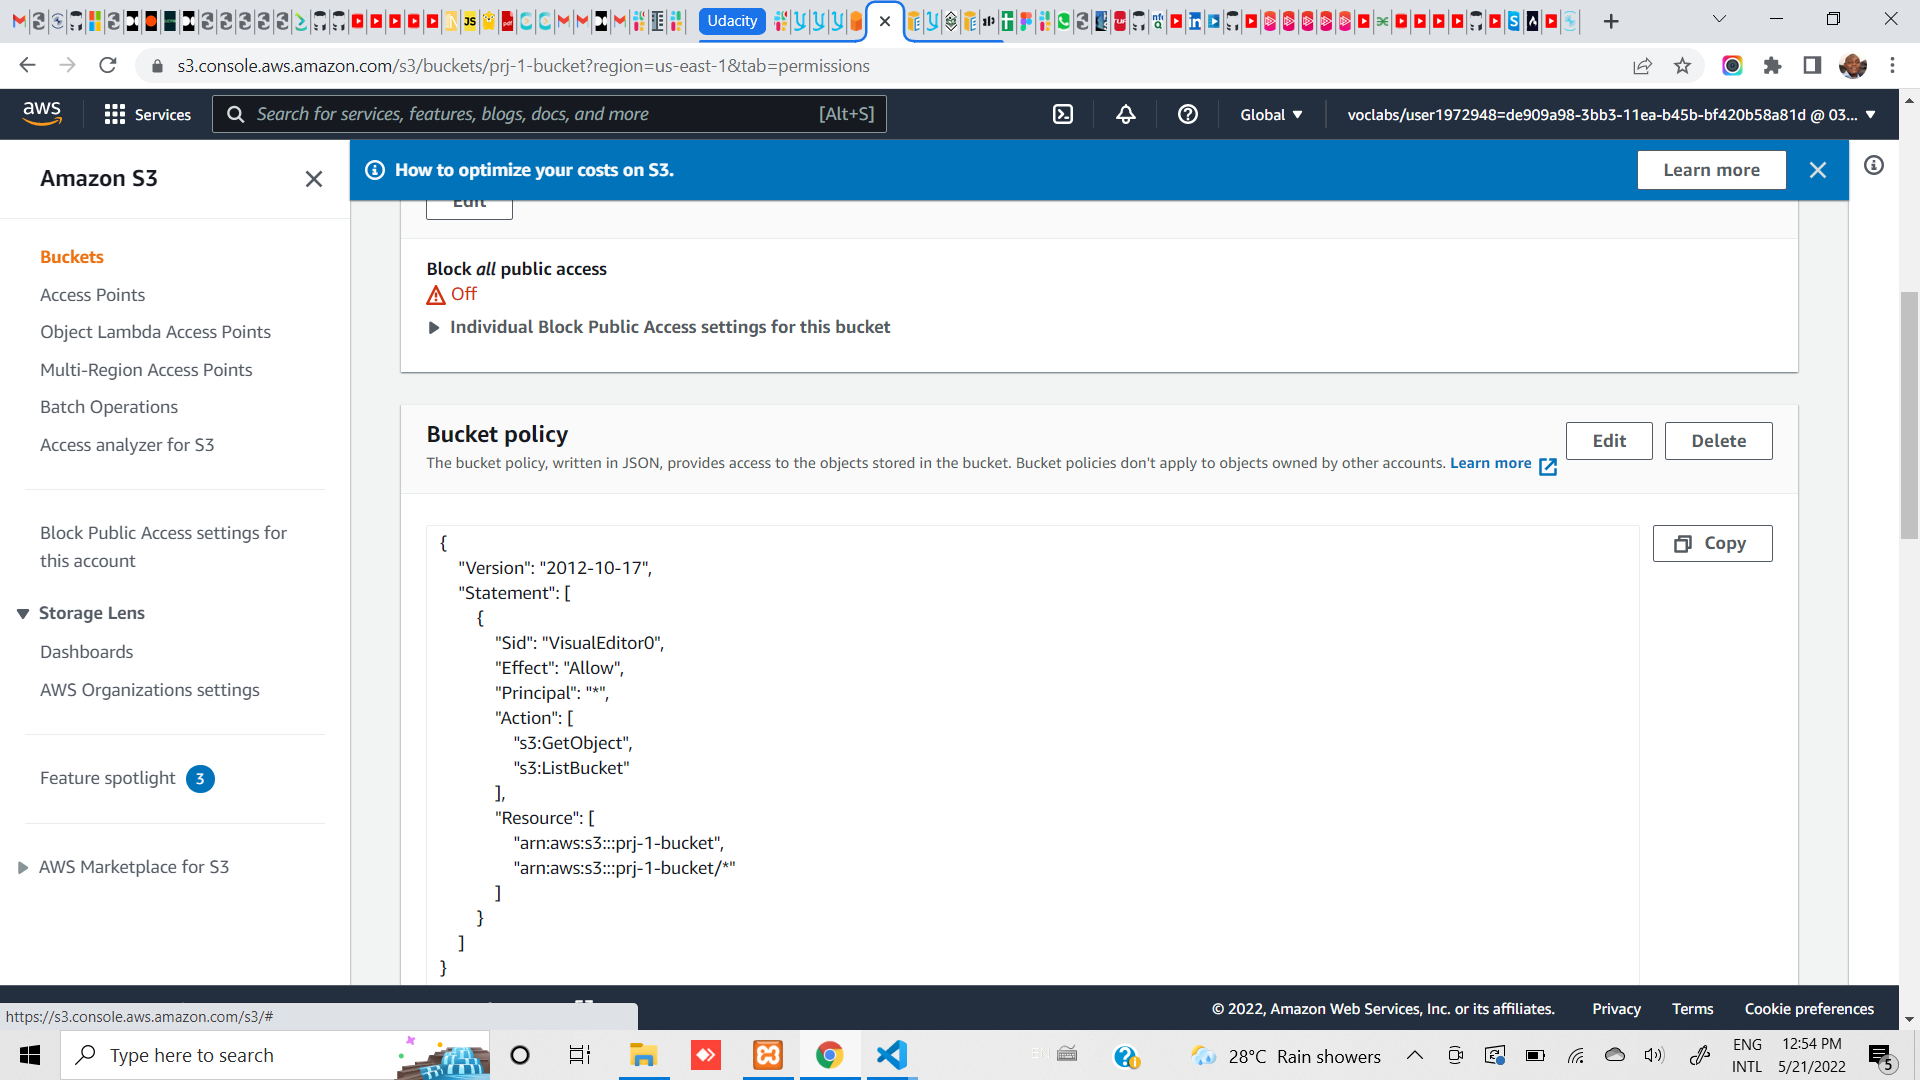 Udacity
s3.console.aws.amazon.com/s3/buckets/prj-1-bucket?region=us-east-1&tab=permissions
aws
Services
Search for services, features, blogs, docs, and more
[Alt+S]
Global
voclabs/user1972948=de909a98-3bb3-11ea-b45b-bf420b58a81d @ 03...
Amazon S3
How to optimize your costs on S3.
Learn more
Edit
Buckets
Access Points
Object Lambda Access Points
Multi-Region Access Points
Batch Operations
Access analyzer for S3
Block Public Access settings for
this account
Storage Lens
Dashboards
AWS Organizations settings
Feature spotlight 3
AWS Marketplace for S3
Block all public access
Off
Individual Block Public Access settings for this bucket
Bucket policy
The bucket policy, written in JSON, provides access to the objects stored in the bucket. Bucket policies don't apply to objects owned by other accounts. Learn more
Edit
Delete
Copy
{
"Version": "2012-10-17",
"Statement": [
{
"Sid": "VisualEditor0",
"Effect": "Allow",
"Principal": "*",
"Action": [
"s3:GetObject",
"s3:ListBucket"
],
"Resource": [
"arn:aws:s3:::prj-1-bucket",
"arn:aws:s3:::prj-1-bucket/*"
]
}
]
}
© 2022, Amazon Web Services, Inc. or its affiliates.
Privacy
Terms
Cookie preferences
https://s3.console.aws.amazon.com/s3/#
Type here to search
28°C Rain showers
ENG
INTL
12:54 PM
5/21/2022
5